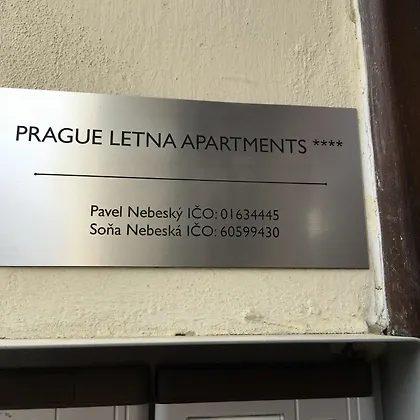 PRAGUE LETNA APARTMENTS ****
Pavel Nebeský IČO: 01634445
Soňa Nebeská IČO: 60599430